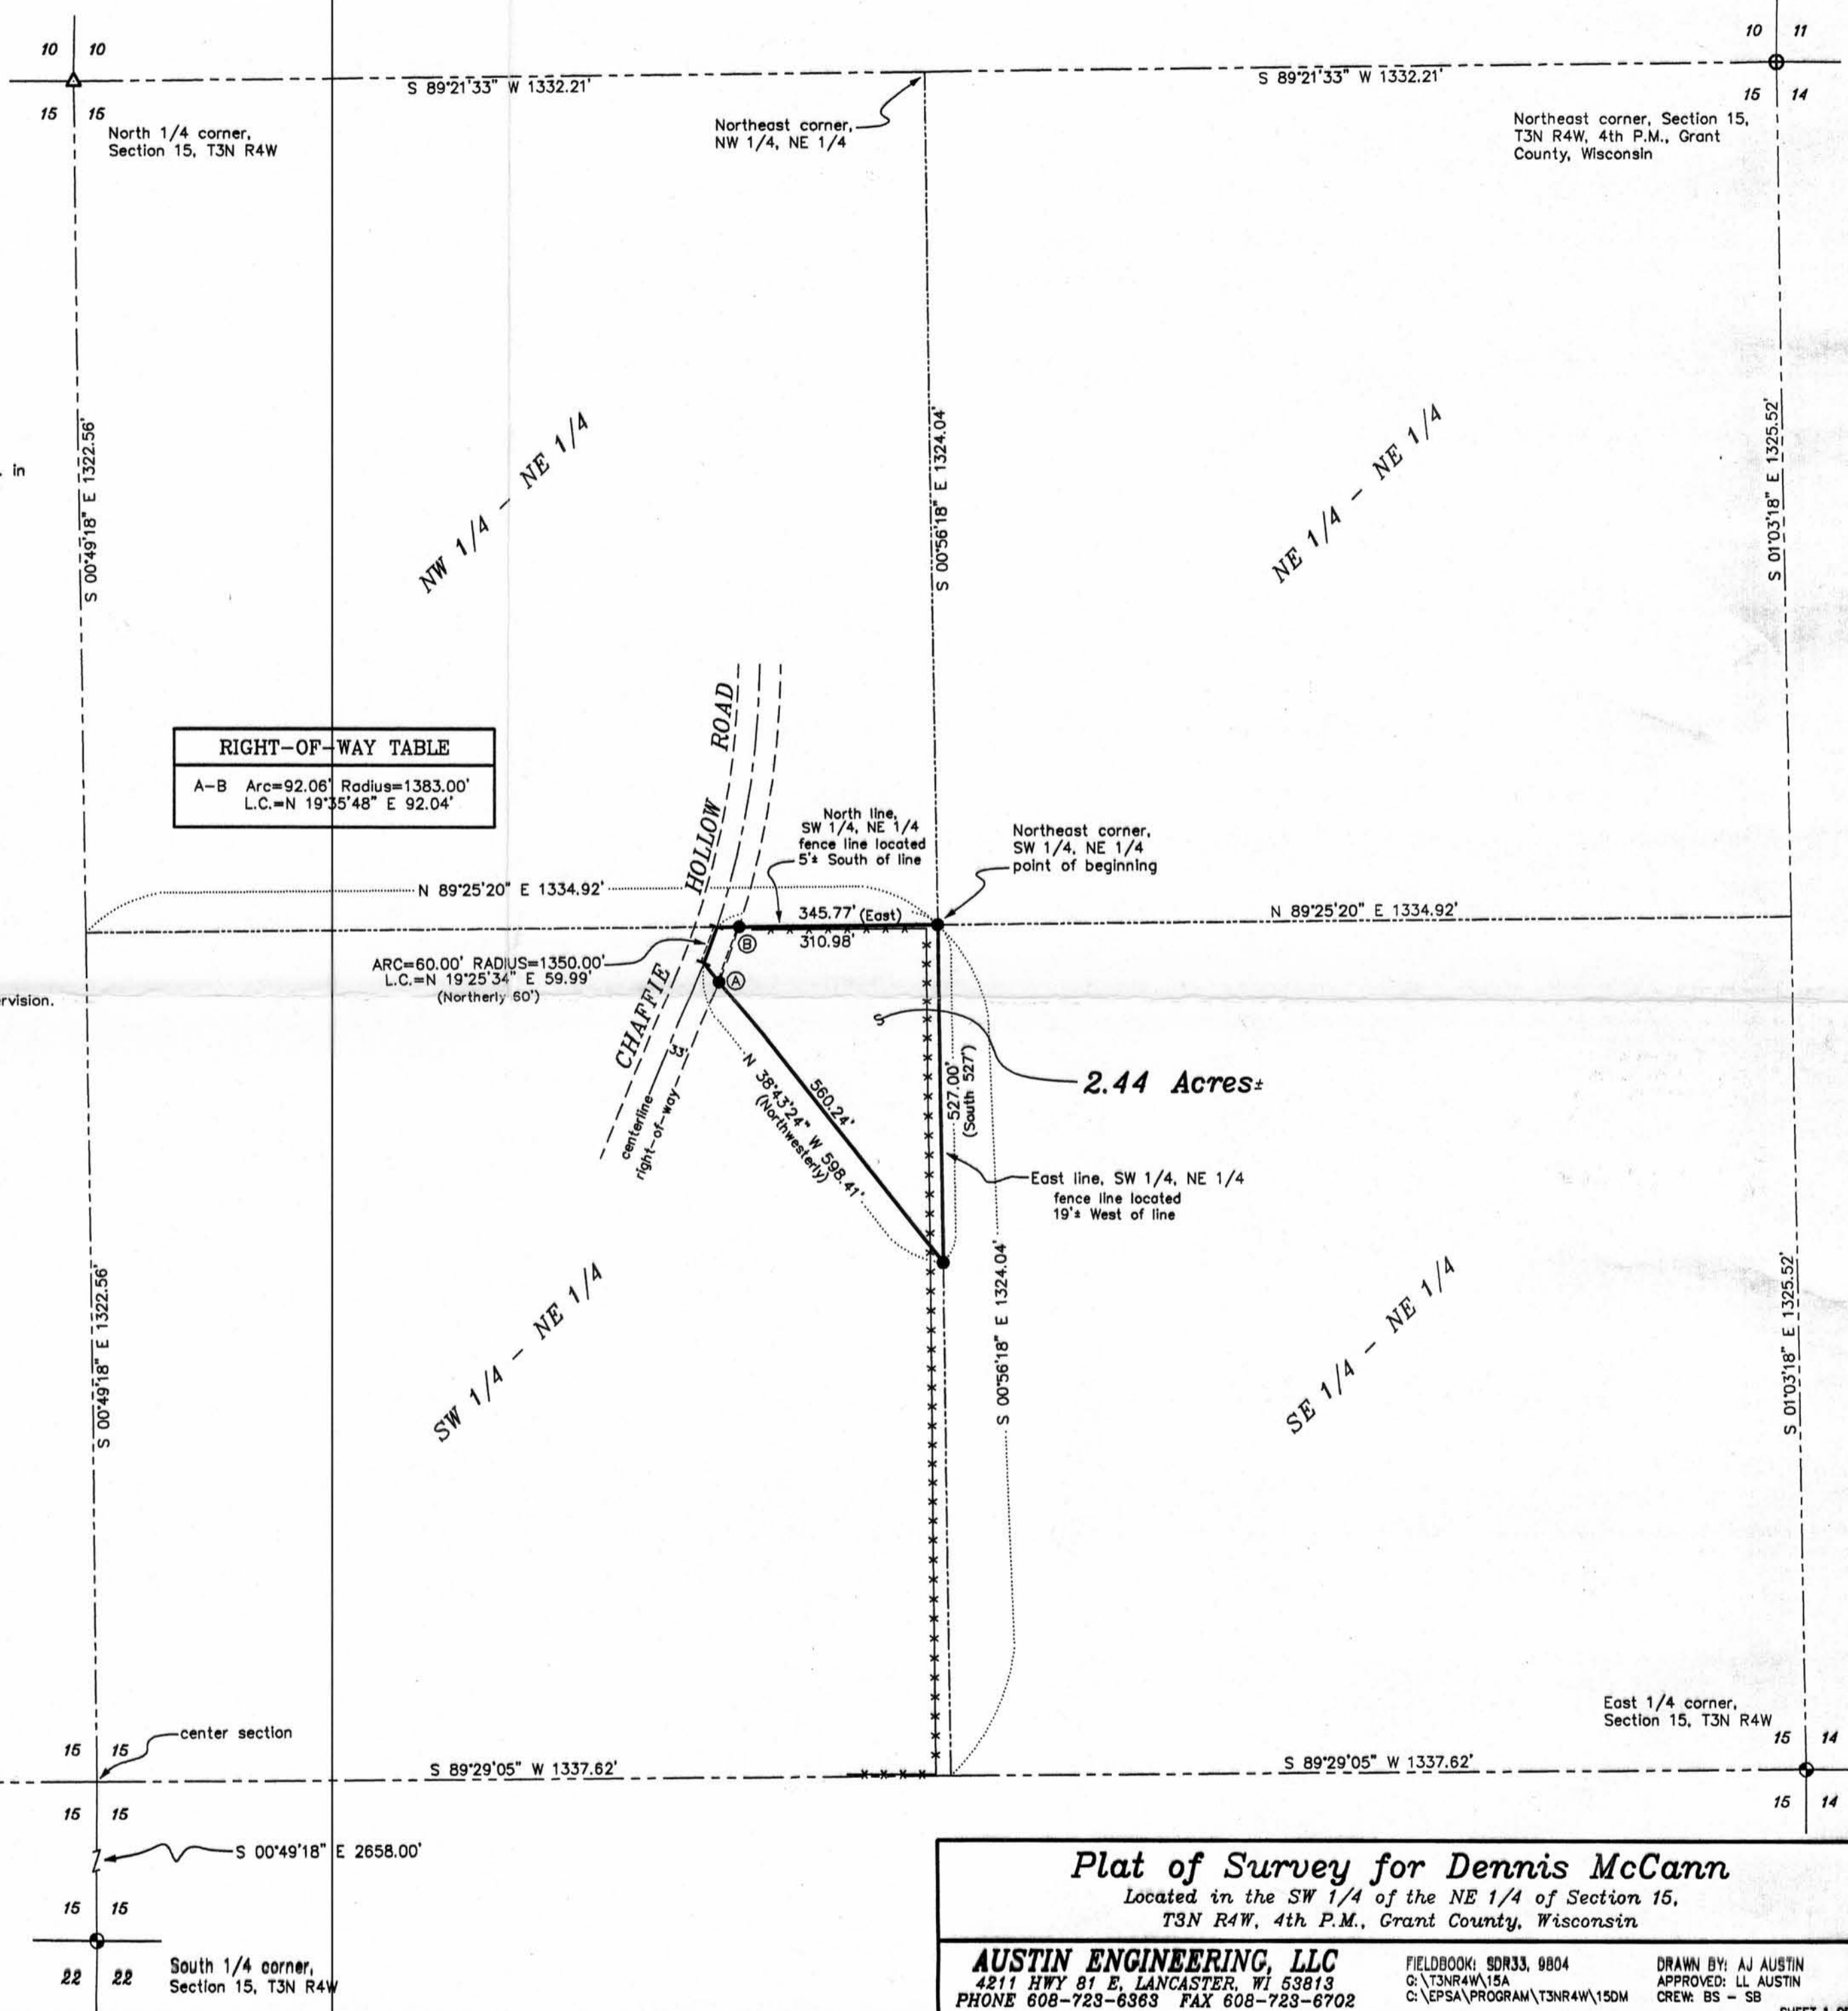 10 10
10 11
S 89°21'33" W 1332.21'
S 89°21'33" W 1332.21'
15 15
15 14
North 1/4 corner,
Section 15, T3N R4W
Northeast corner,
NW 1/4, NE 1/4
Northeast corner, Section 15,
T3N R4W, 4th P.M., Grant
County, Wisconsin
S 00°49'18" E 1322.56'
NW 1/4 - NE 1/4
S 00°56'18" E 1324.04'
NE 1/4 - NE 1/4
S 01°03'18" E 1325.52'
in
RIGHT-OF-WAY TABLE
A-B Arc=92.06' Radius=1383.00'
L.C.=N 19°35'48" E 92.04'
CHAFFIE HOLLOW ROAD
North line,
SW 1/4, NE 1/4
fence line located
5'± South of line
Northeast corner,
SW 1/4, NE 1/4
point of beginning
N 89°25'20" E 1334.92'
345.77' (East)
N 89°25'20" E 1334.92'
B
310.98'
ARC=60.00' RADIUS=1350.00'
L.C.=N 19°25'34" E 59.99'
(Northerly 60')
A
rvision.
33'
centerline
right-of-way
560.24'
N 38°43'24" W 598.41'
(Northwesterly)
527.00'
(South 527')
2.44 Acres±
East line, SW 1/4, NE 1/4
fence line located
19'± West of line
S 00°49'18" E 1322.56'
SW 1/4 - NE 1/4
S 00°56'18" E 1324.04'
SE 1/4 - NE 1/4
S 01°03'18" E 1325.52'
East 1/4 corner,
Section 15, T3N R4W
center section
15 15
15 14
S 89°29'05" W 1337.62'
S 89°29'05" W 1337.62'
15 15
15 14
S 00°49'18" E 2658.00'
15 15
22 22
South 1/4 corner,
Section 15, T3N R4W
Plat of Survey for Dennis McCann
Located in the SW 1/4 of the NE 1/4 of Section 15,
T3N R4W, 4th P.M., Grant County, Wisconsin
AUSTIN ENGINEERING, LLC
4211 HWY 81 E, LANCASTER, WI 53813
PHONE 608-723-6363 FAX 608-723-6702
FIELDBOOK: SDR33, 9804
G:\T3NR4W\15A
C:\EPSA\PROGRAM\T3NR4W\15DM
DRAWN BY: AJ AUSTIN
APPROVED: LL AUSTIN
CREW: BS - SB